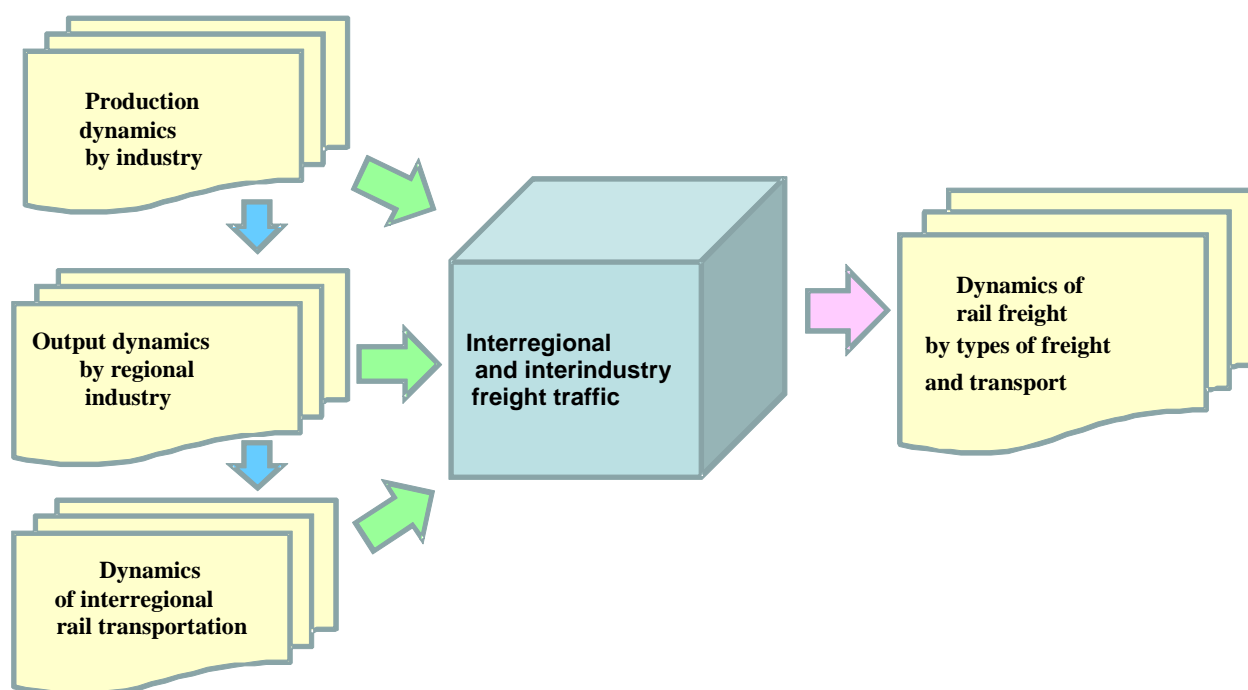 Production
dynamics
by industry
Output dynamics
by regional
industry
Dynamics
of interregional
rail transportation
Interregional
and interindustry
freight traffic
Dynamics of
rail freight
by types of freight
and transport